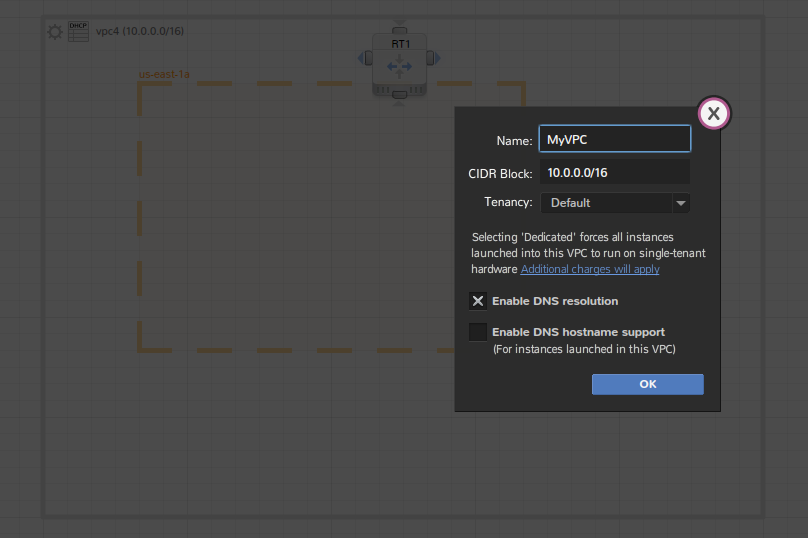 DHCP
vpc4 (10.0.0.0/16)
RT1
us-east-1a
X
Name: MyVPC
CIDR Block: 10.0.0.0/16
Tenancy: Default
Selecting 'Dedicated' forces all instances
launched into this VPC to run on single-tenant
hardware Additional charges will apply
Enable DNS resolution
Enable DNS hostname support
(For instances launched in this VPC)
OK